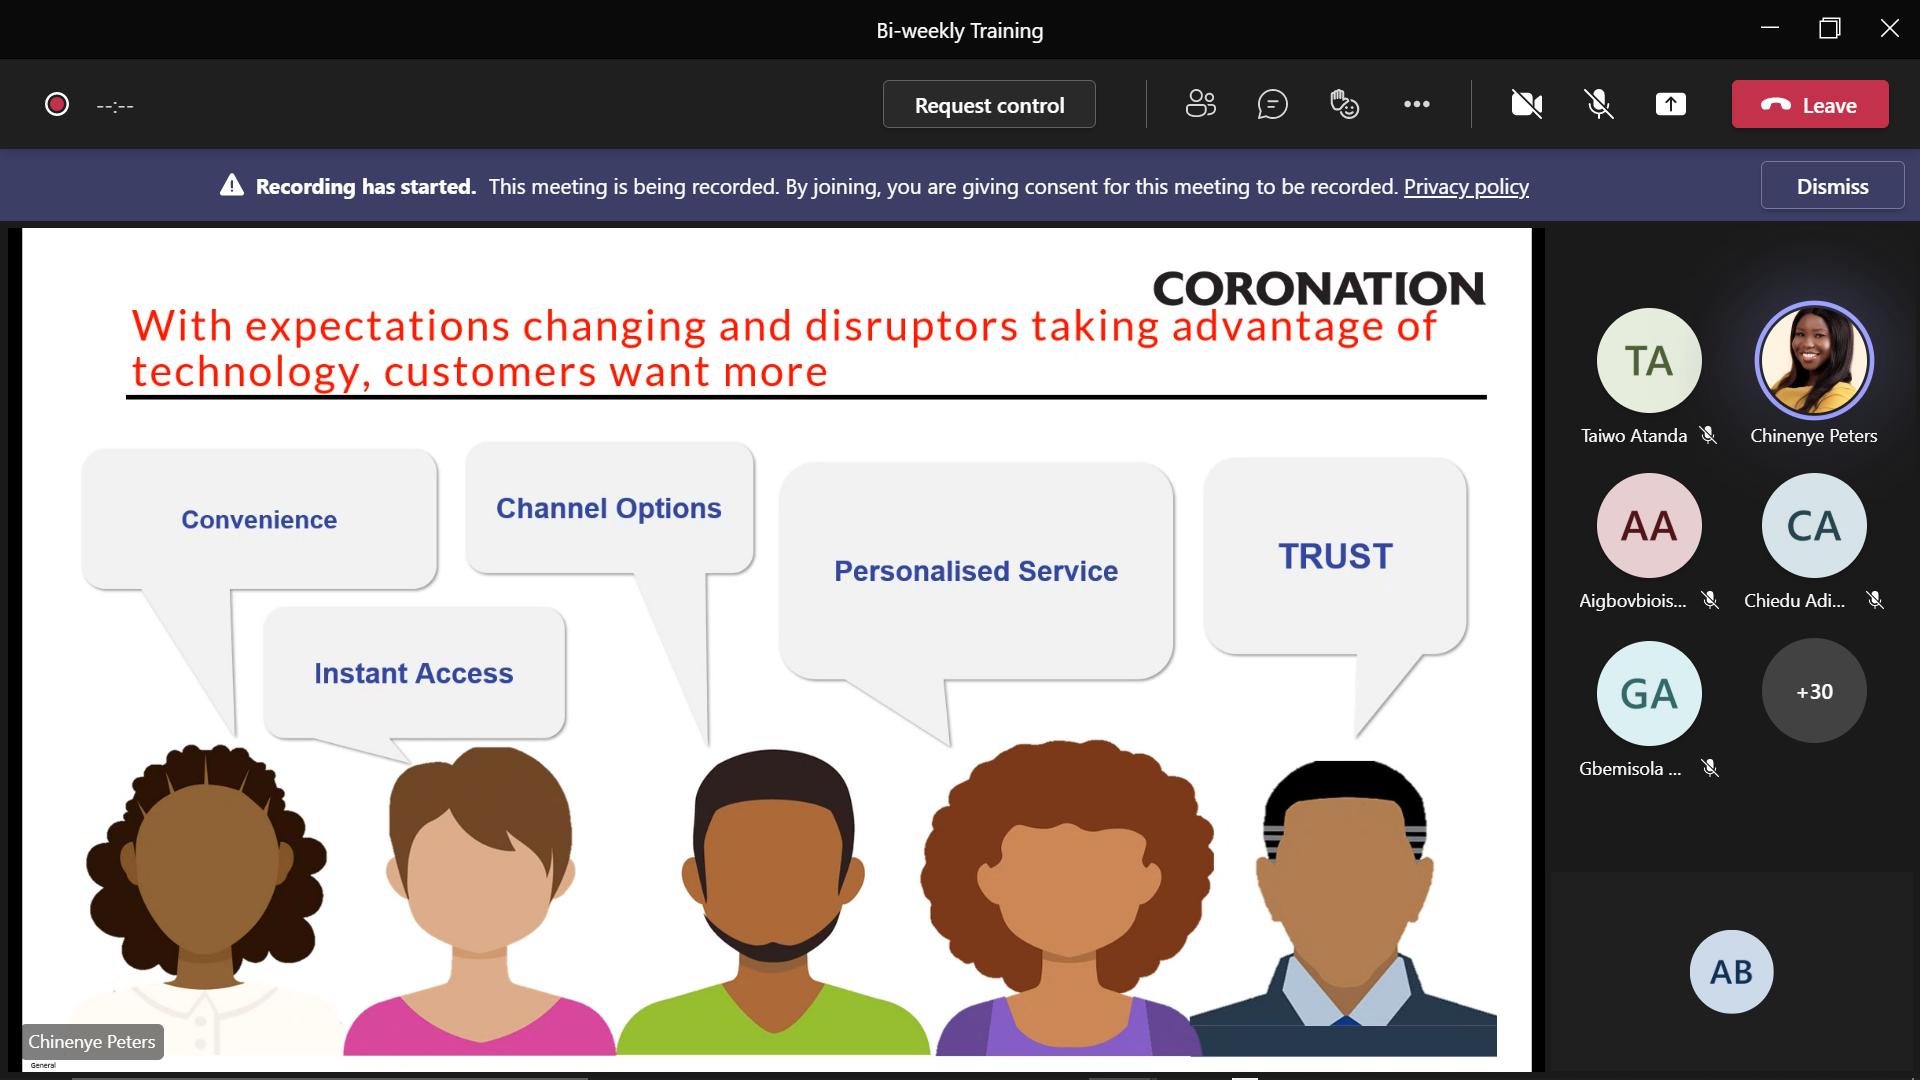 Bi-weekly Training
--:--
Request control
Leave
Recording has started. This meeting is being recorded. By joining, you are giving consent for this meeting to be recorded. Privacy policy
Dismiss
CORONATION
With expectations changing and disruptors taking advantage of
technology, customers want more
Convenience
Channel Options
Personalised Service
TRUST
Instant Access
Chinenye Peters
General
TA
Taiwo Atanda
Chinenye Peters
AA
CA
Aigbovbiois...
Chiedu Adi...
GA
+30
Gbemisola ...
AB